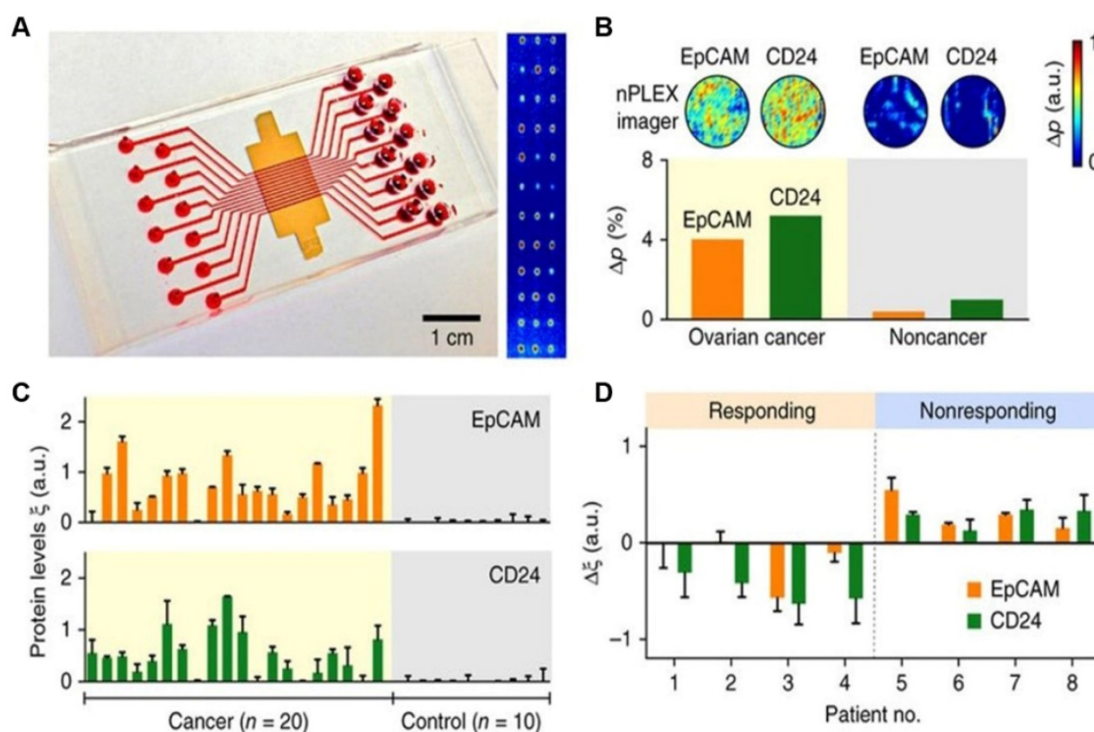 A
1 cm
B
EpCAM CD24 EpCAM CD24
nPLEX
imager
Δp (a.u.)
1
0
Δp (%)
8
4
0
EpCAM
CD24
Ovarian cancer Noncancer
C
Protein levels ξ (a.u.)
2
1
0
EpCAM
2
1
0
CD24
Cancer (n = 20) Control (n = 10)
D
Responding Nonresponding
Δξ (a.u.)
1
0
–1
EpCAM
CD24
1 2 3 4 5 6 7 8
Patient no.